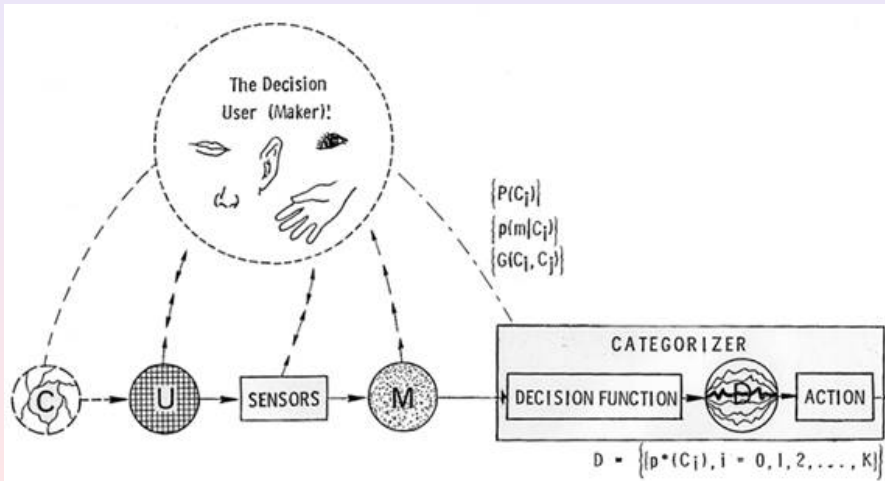 The Decision
User (Maker)!
{P(Cᵢ)}
{p(m|Cᵢ)}
{G(Cᵢ, Cⱼ)}
CATEGORIZER
C
U
SENSORS
M
DECISION FUNCTION
D
ACTION
D = {[p*(Cᵢ), i = 0, 1, 2, . . . , K]}